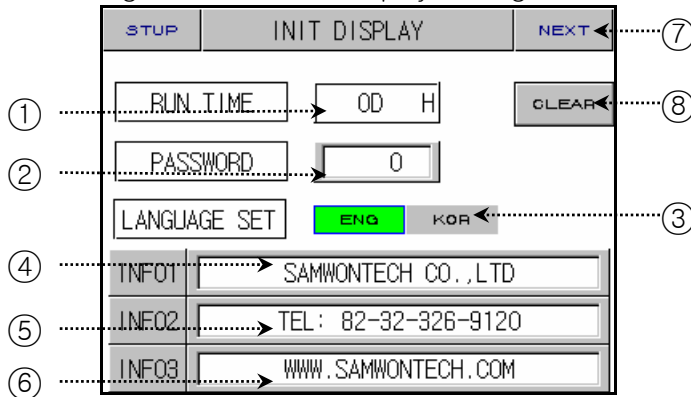 STUP INIT DISPLAY NEXT ⑦
① RUN TIME 0D H CLEAR ⑧
② PASSWORD 0
LANGUAGE SET ENG KOR ③
④ INFO1 SAMWONTECH CO.,LTD
⑤ INFO2 TEL: 82-32-326-9120
⑥ INFO3 WWW.SAMWONTECH.COM